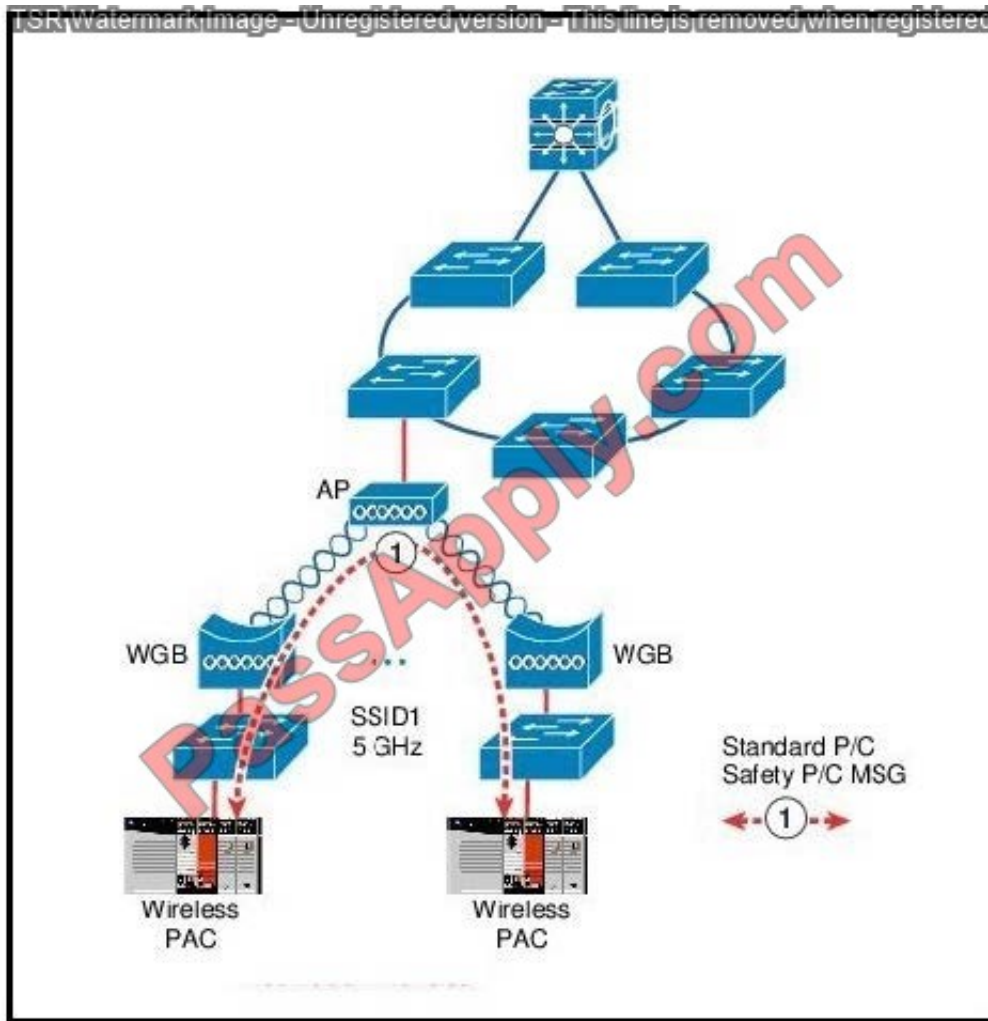 TSR Watermark Image - Unregistered version - This line is removed when registered
AP
1
WGB
WGB
SSID1
5 GHz
Standard P/C
Safety P/C MSG
1
Wireless
PAC
Wireless
PAC
PassApply.com